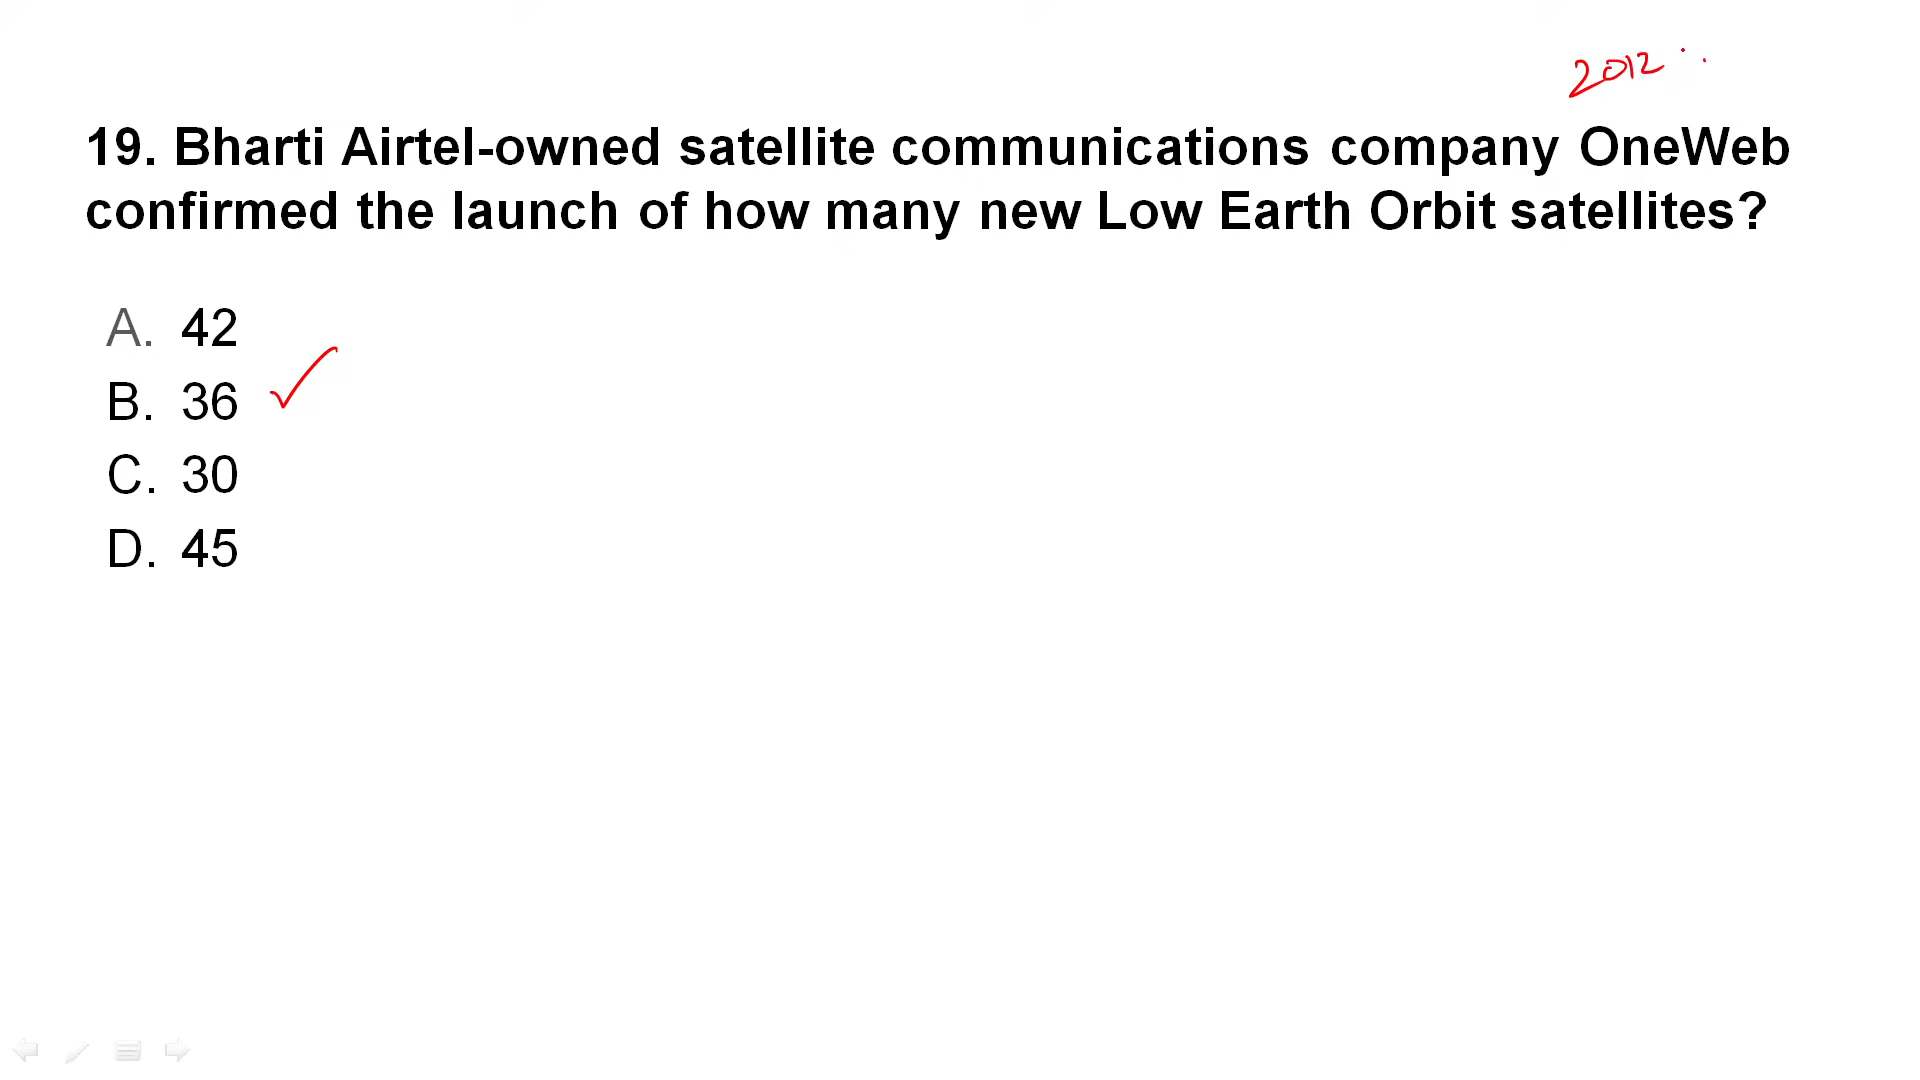 2012
19. Bharti Airtel-owned satellite communications company OneWeb
confirmed the launch of how many new Low Earth Orbit satellites?
A. 42
B. 36
C. 30
D. 45